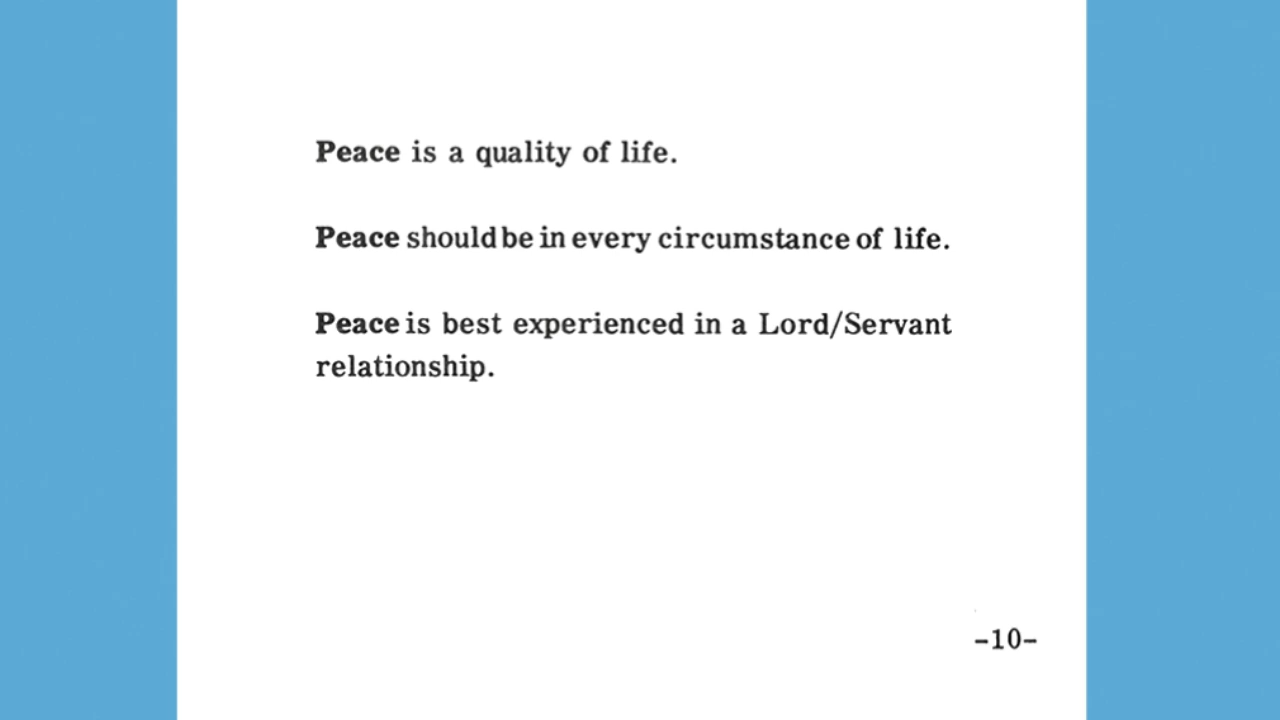 Peace is a quality of life.
Peace should be in every circumstance of life.
Peace is best experienced in a Lord/Servant
relationship.
-10-